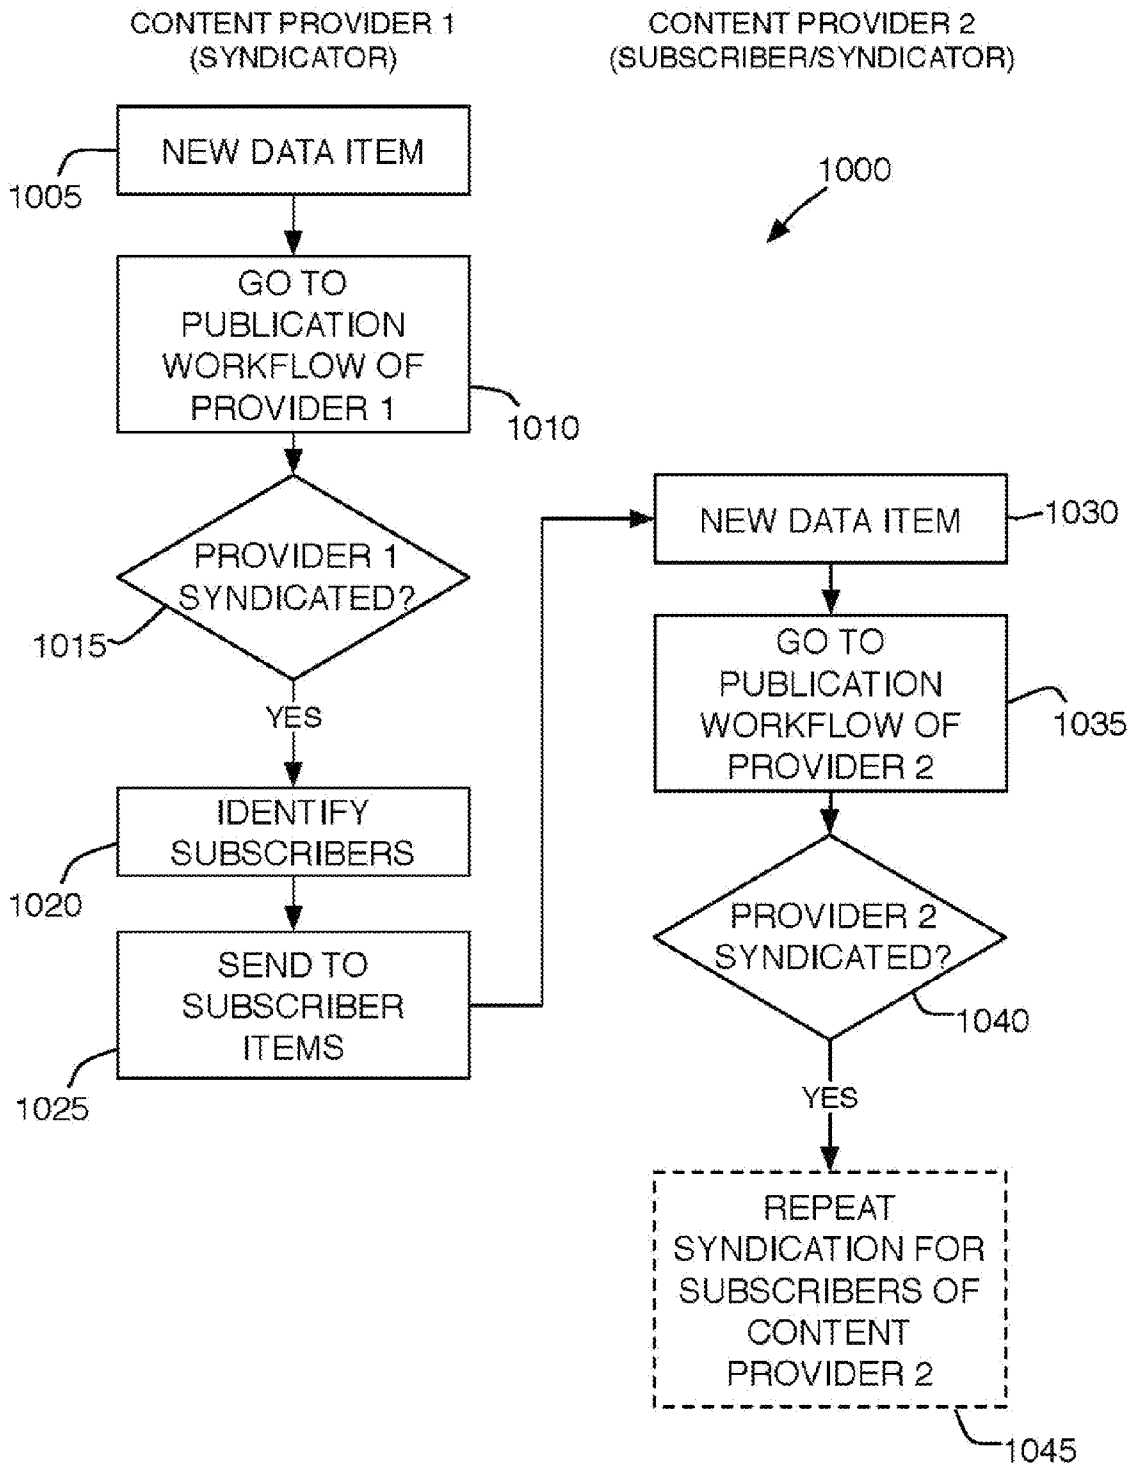 CONTENT PROVIDER 1
(SYNDICATOR)
CONTENT PROVIDER 2
(SUBSCRIBER/SYNDICATOR)
NEW DATA ITEM
1005
1000
GO TO
PUBLICATION
WORKFLOW OF
PROVIDER 1
1010
PROVIDER 1
SYNDICATED?
1015
YES
IDENTIFY
SUBSCRIBERS
1020
SEND TO
SUBSCRIBER
ITEMS
1025
NEW DATA ITEM
1030
GO TO
PUBLICATION
WORKFLOW OF
PROVIDER 2
1035
PROVIDER 2
SYNDICATED?
1040
YES
REPEAT
SYNDICATION FOR
SUBSCRIBERS OF
CONTENT
PROVIDER 2
1045